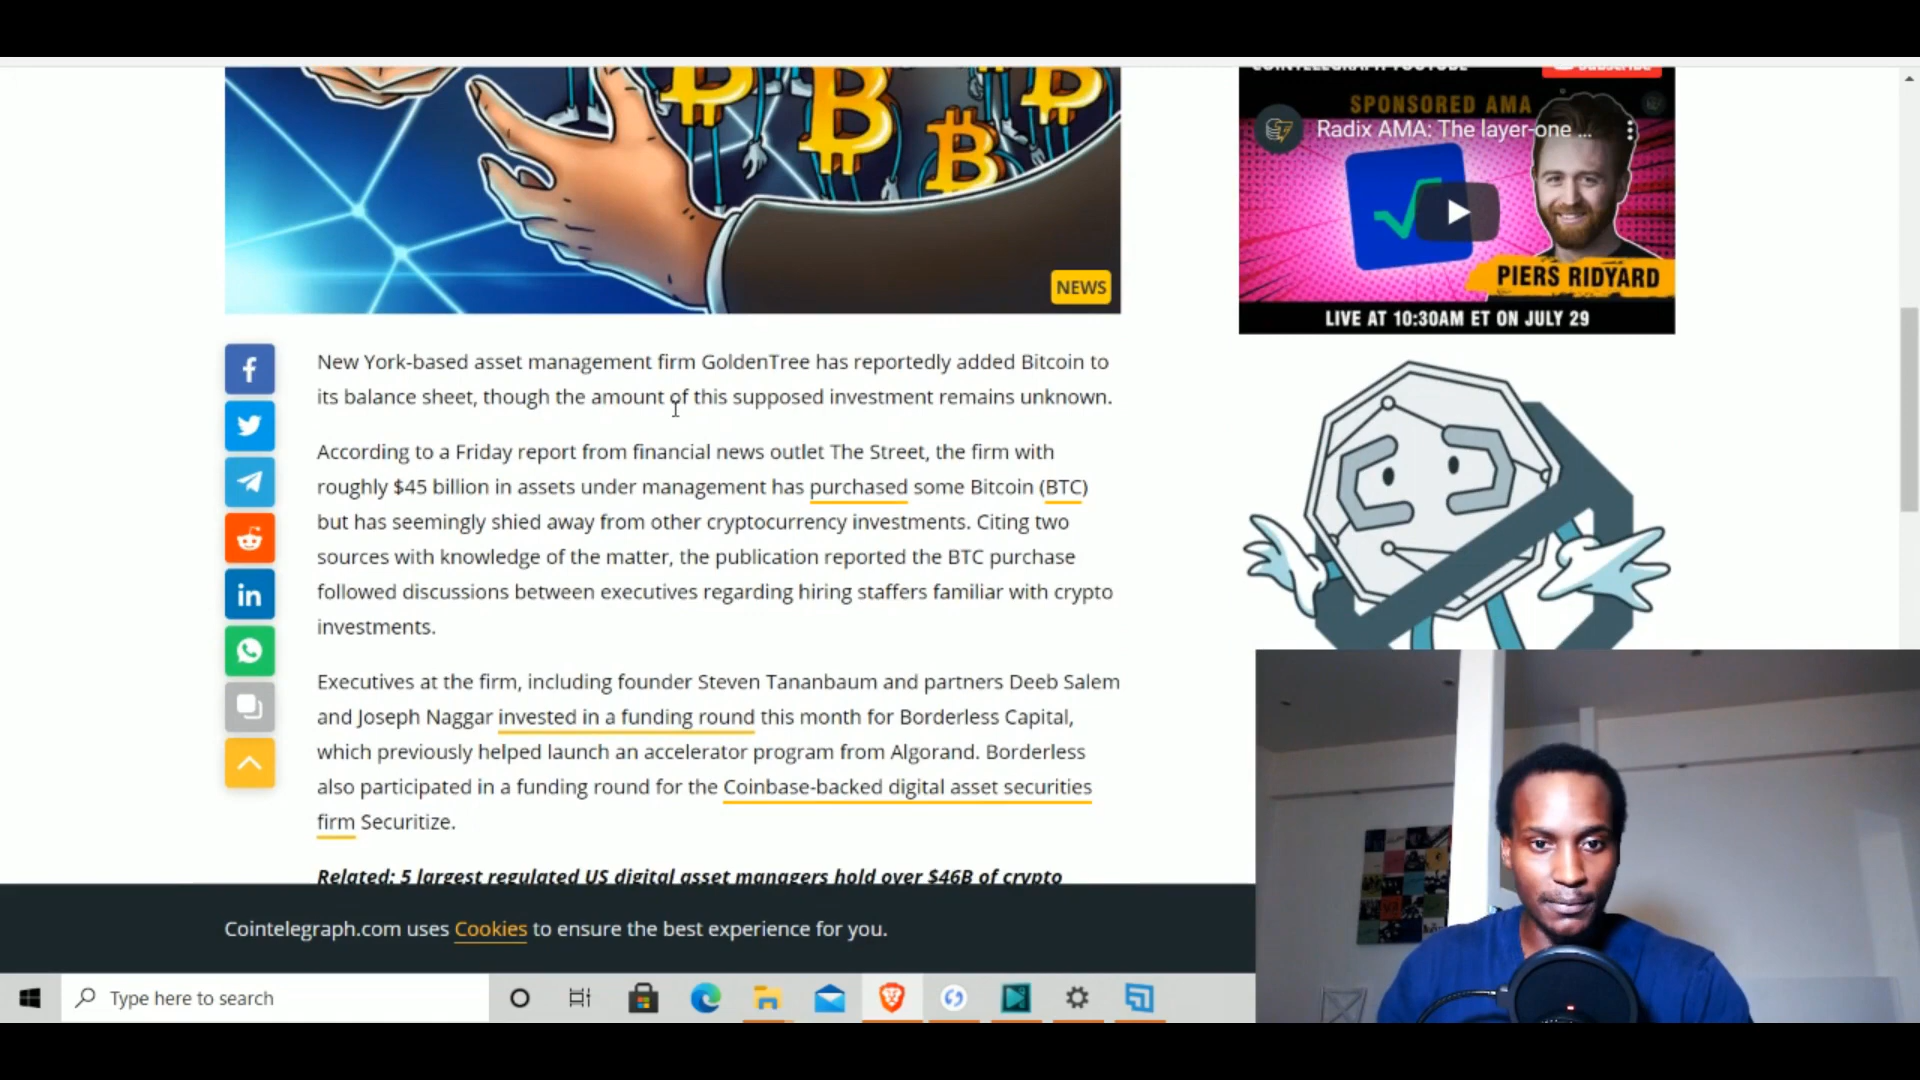 SPONSORED AMA
Radix AMA: The layer-one ...
PIERS RIDYARD
LIVE AT 10:30AM ET ON JULY 29
NEWS
New York-based asset management firm GoldenTree has reportedly added Bitcoin to
its balance sheet, though the amount of this supposed investment remains unknown.
According to a Friday report from financial news outlet The Street, the firm with
roughly $45 billion in assets under management has purchased some Bitcoin (BTC)
but has seemingly shied away from other cryptocurrency investments. Citing two
sources with knowledge of the matter, the publication reported the BTC purchase
followed discussions between executives regarding hiring staffers familiar with crypto
investments.
Executives at the firm, including founder Steven Tananbaum and partners Deeb Salem
and Joseph Naggar invested in a funding round this month for Borderless Capital,
which previously helped launch an accelerator program from Algorand. Borderless
also participated in a funding round for the Coinbase-backed digital asset securities
firm Securitize.
Related: 5 largest regulated US digital asset managers hold over $46B of crypto
Cointelegraph.com uses Cookies to ensure the best experience for you.
Type here to search